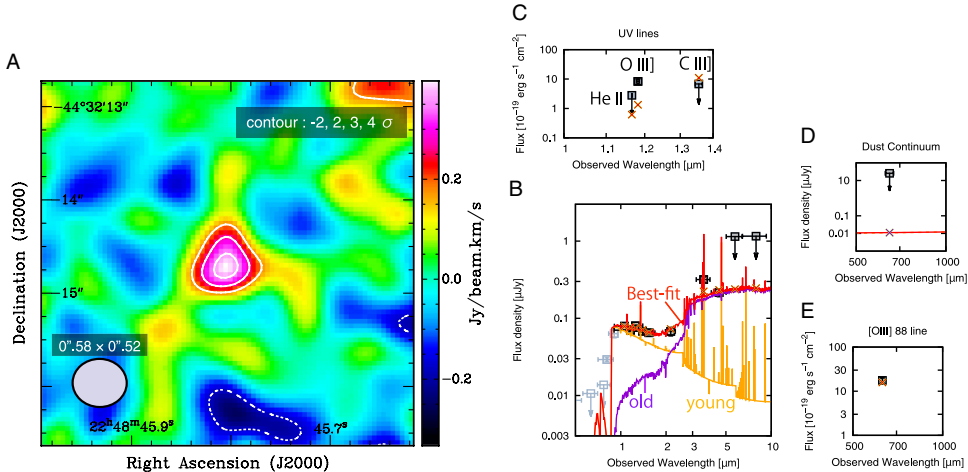 A
−44°32′13″
contour : -2, 2, 3, 4 σ
14″
15″
0".58 × 0".52
22ʰ48ᵐ45.9ˢ
45.7ˢ
Declination (J2000)
Right Ascension (J2000)
0.2
0.0
−0.2
Jy/beam.km/s
C
UV lines
100
10
1
0.1
O III]
C III]
He II
1
1.1
1.2
1.3
1.4
Flux [10⁻¹⁹ erg s⁻¹ cm⁻²]
Observed Wavelength [μm]
B
1
0.3
0.1
0.03
0.01
0.003
Best-fit
old
young
1
2
3
5
7
10
Flux density [μJy]
Observed Wavelength [μm]
D
Dust Continuum
10
0.1
0.01
500
700
1000
Flux density [μJy]
Observed Wavelength [μm]
E
[OIII] 88 line
100
30
10
3
1
500
700
1000
Flux [10⁻¹⁹ erg s⁻¹ cm⁻²]
Observed Wavelength [μm]